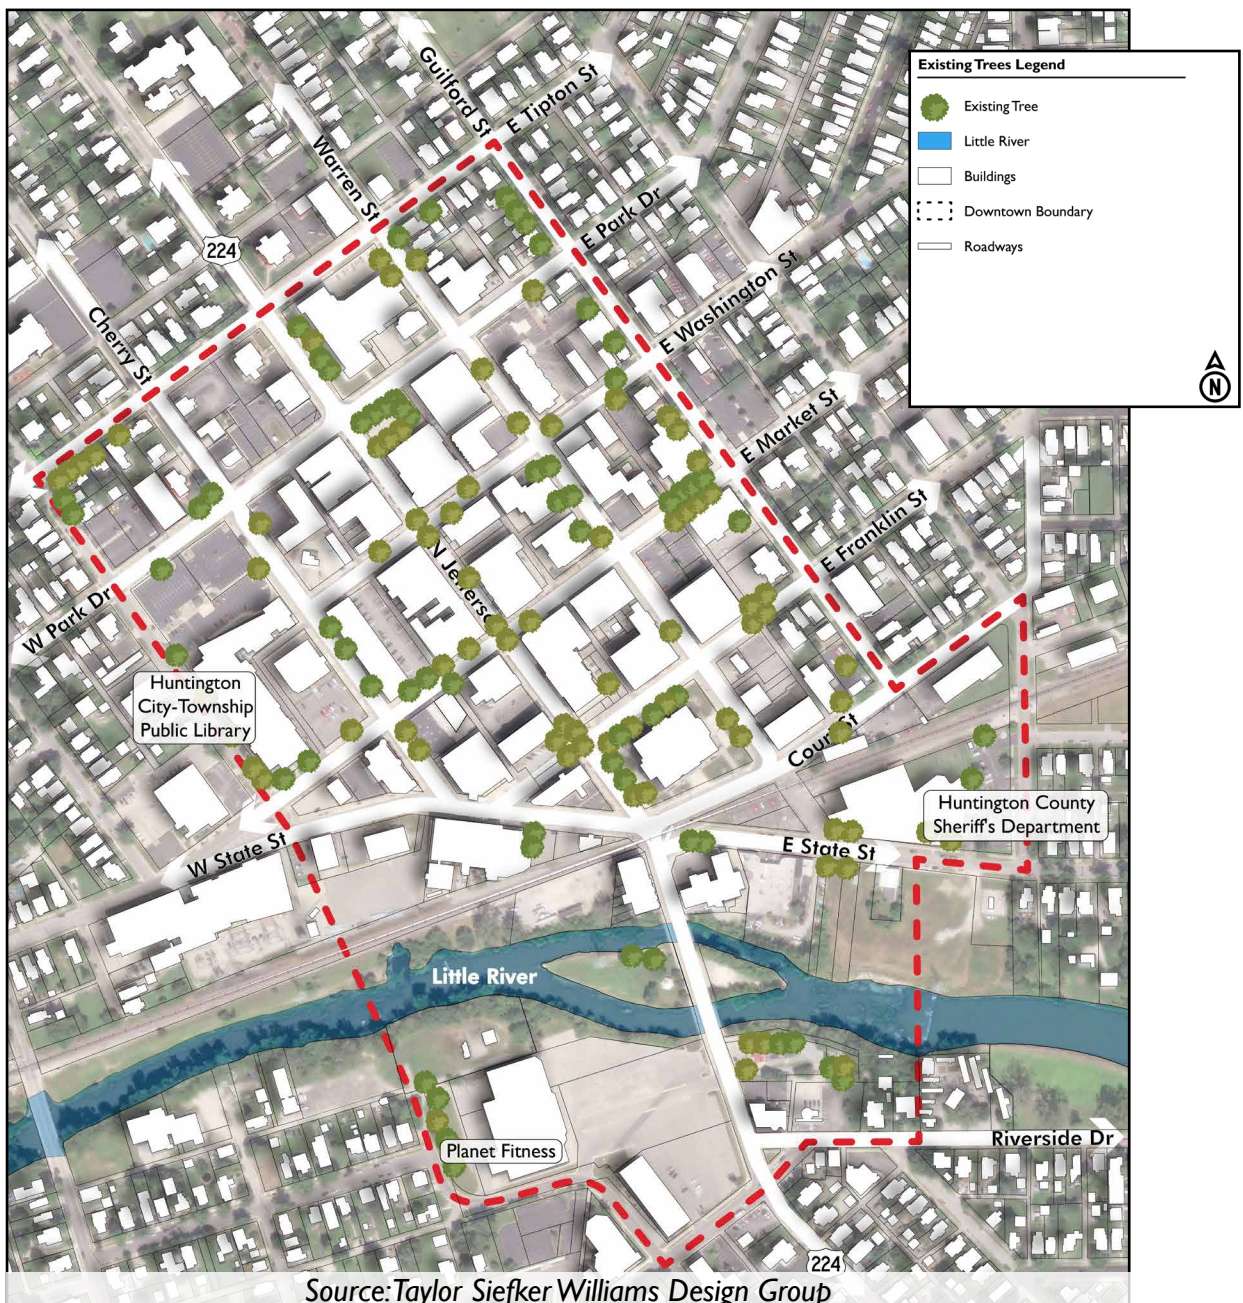 Guilford St
E Tipton St
Existing Trees Legend
Existing Tree
Little River
Buildings
Downtown Boundary
Roadways
N
Warren St
224
E Park Dr
E Washington St
Cherry St
E Market St
E Franklin St
N Jefferso
W Park Dr
Huntington
City-Township
Public Library
Court St
Huntington County
Sheriff's Department
E State St
W State St
Little River
Planet Fitness
Riverside Dr
224
Source: Taylor Siefker Williams Design Group